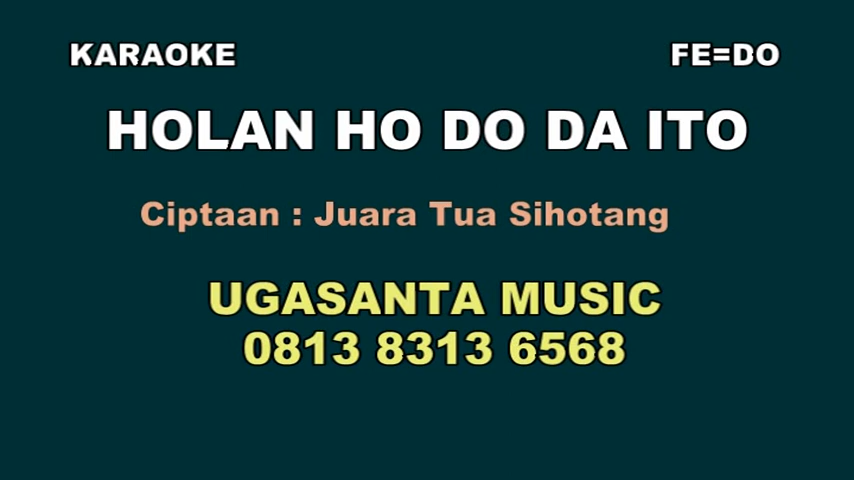 KARAOKE FE=DO
HOLAN HO DO DA ITO
Ciptaan : Juara Tua Sihotang
UGASANTA MUSIC
0813 8313 6568